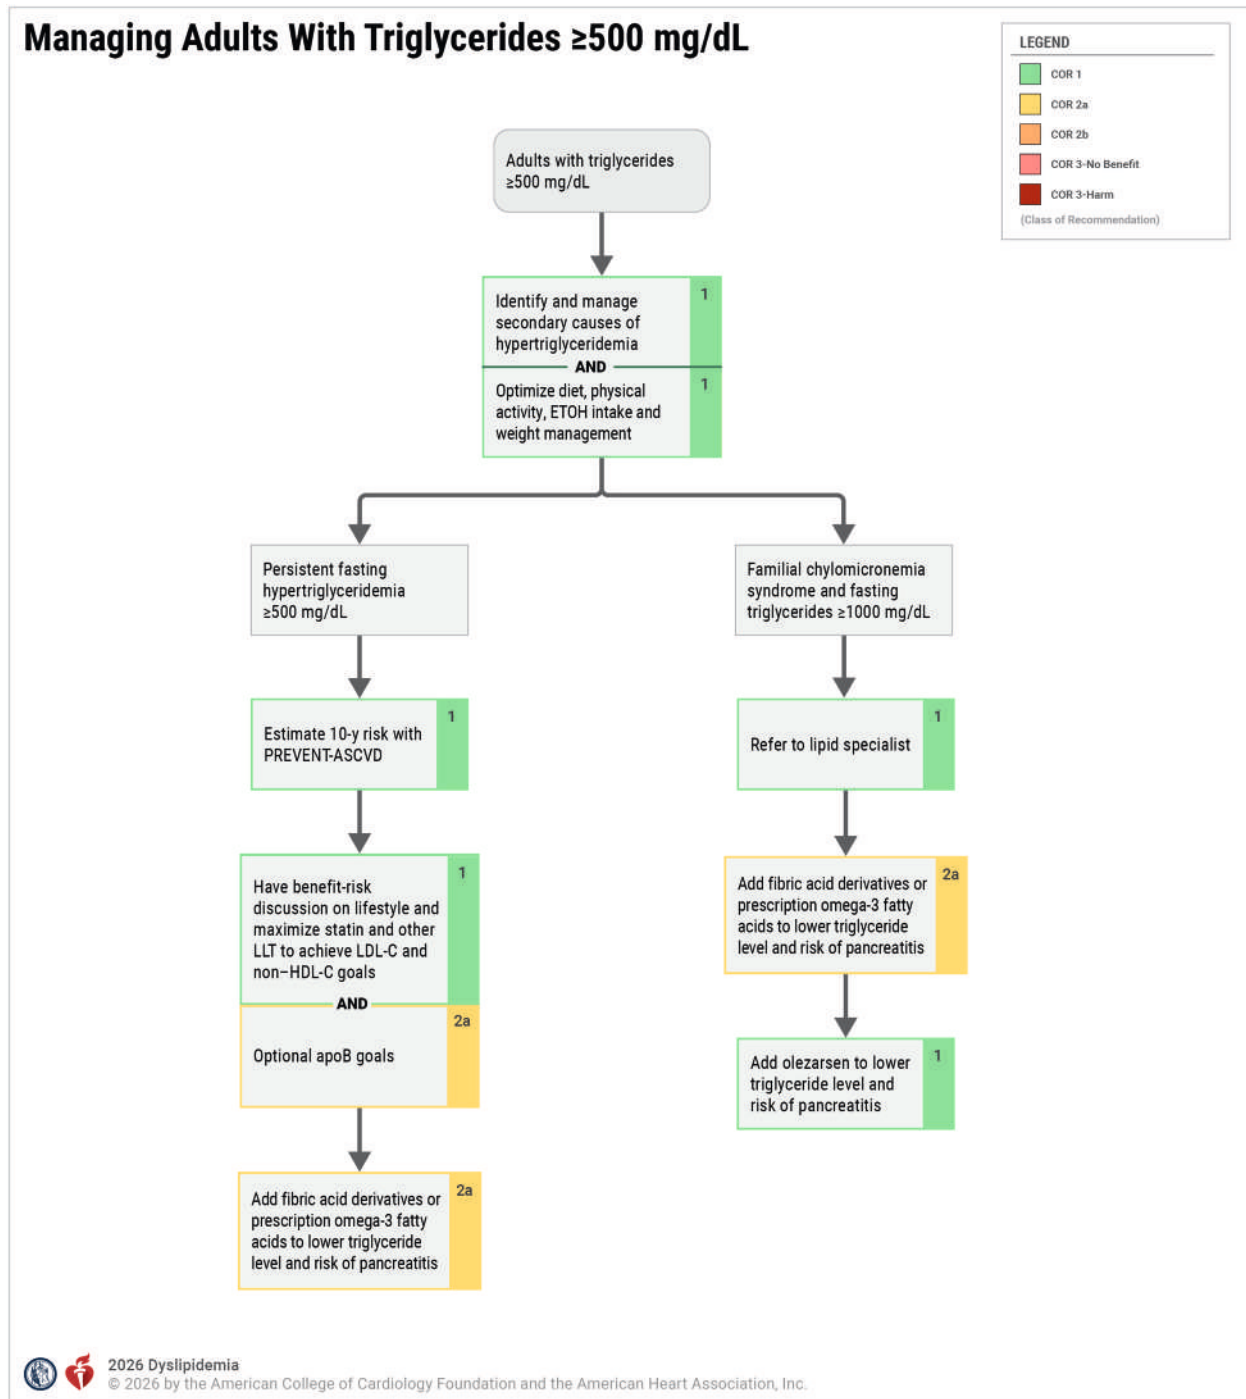 Managing Adults With Triglycerides ≥500 mg/dL
LEGEND
COR 1
COR 2a
COR 2b
COR 3-No Benefit
COR 3-Harm
(Class of Recommendation)
Adults with triglycerides
≥500 mg/dL
Identify and manage
secondary causes of
hypertriglyceridemia
1
AND
Optimize diet, physical
activity, ETOH intake and
weight management
1
Persistent fasting
hypertriglyceridemia
≥500 mg/dL
Estimate 10-y risk with
PREVENT-ASCVD
1
Have benefit-risk
discussion on lifestyle and
maximize statin and other
LLT to achieve LDL-C and
non–HDL-C goals
1
AND
Optional apoB goals
2a
Add fibric acid derivatives or
prescription omega-3 fatty
acids to lower triglyceride
level and risk of pancreatitis
2a
Familial chylomicronemia
syndrome and fasting
triglycerides ≥1000 mg/dL
Refer to lipid specialist
1
Add fibric acid derivatives or
prescription omega-3 fatty
acids to lower triglyceride
level and risk of pancreatitis
2a
Add olezarsen to lower
triglyceride level and
risk of pancreatitis
1
2026 Dyslipidemia
© 2026 by the American College of Cardiology Foundation and the American Heart Association, Inc.